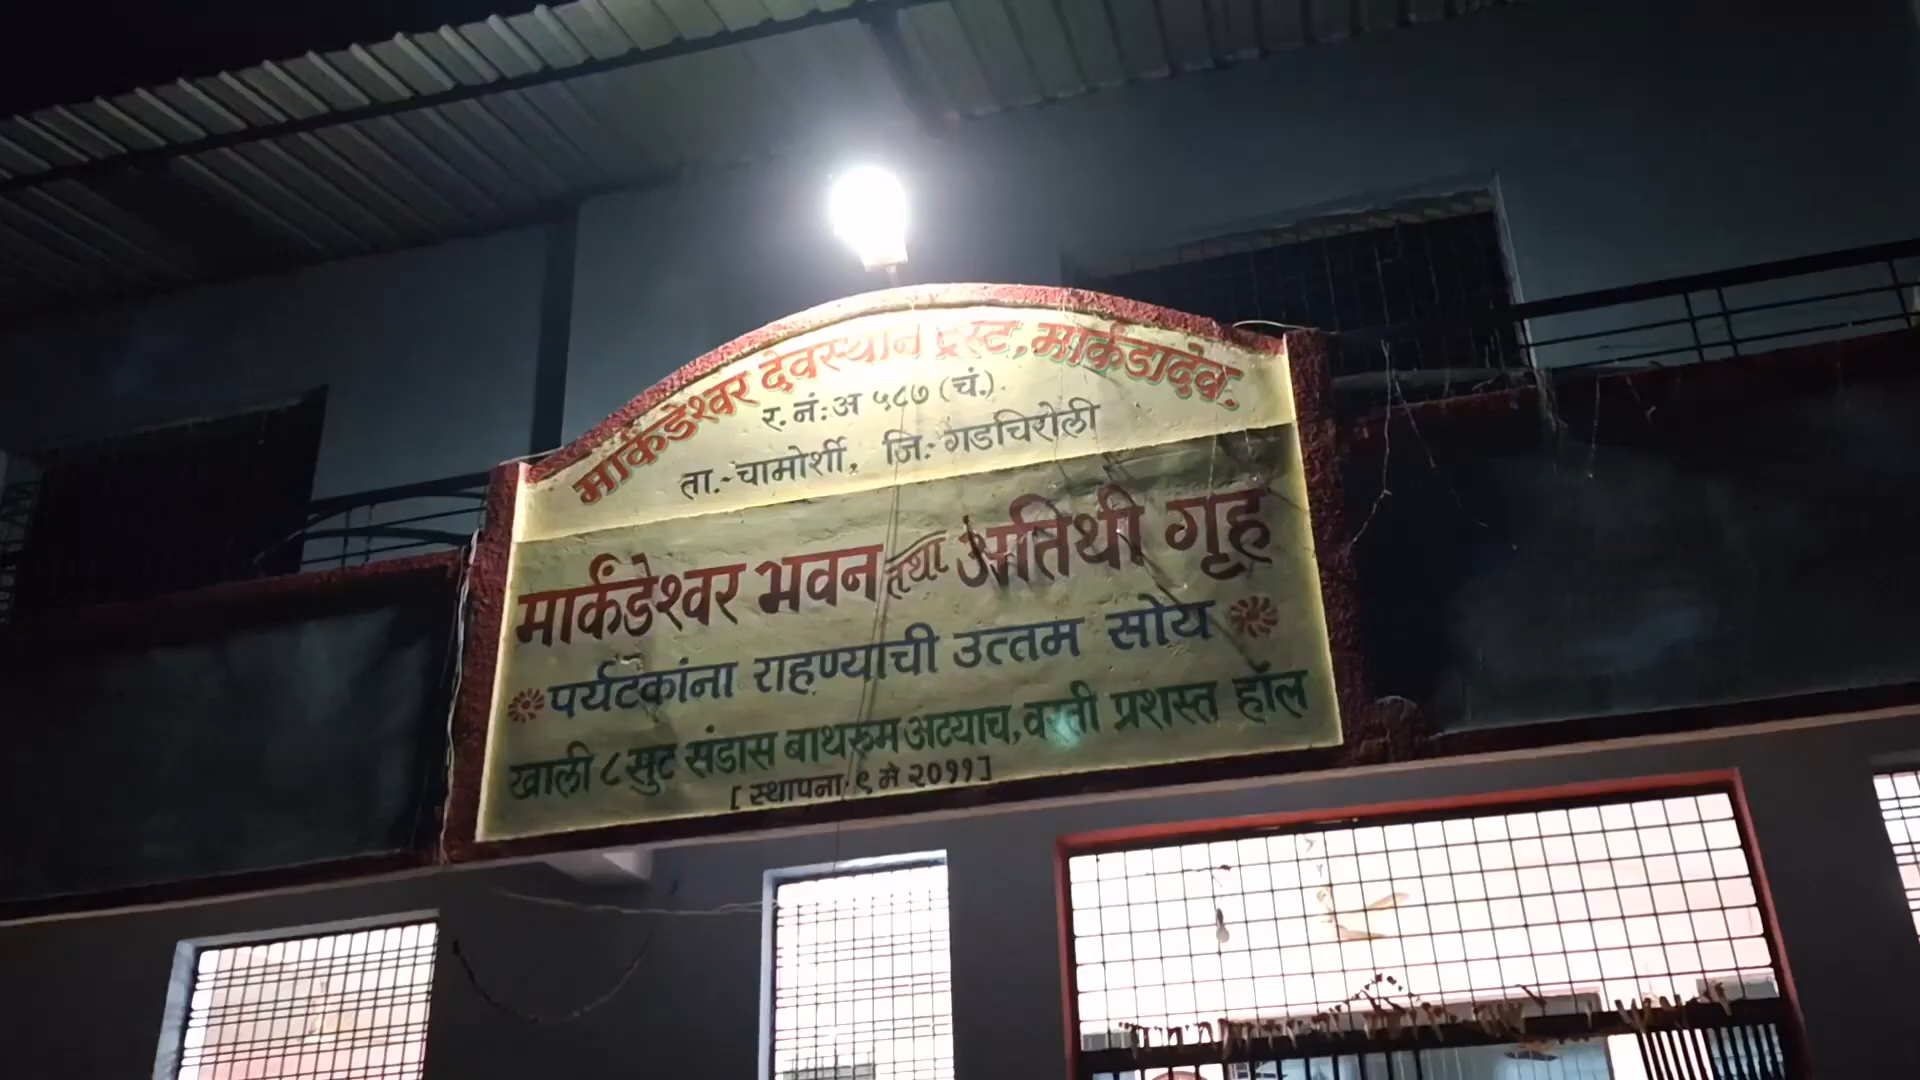 मार्कंडेश्वर देवस्थान ट्रस्ट, मार्कंडादेव.
र. नं: अ ५८७ (चं.)
ता.- चामोर्शी, जि:- गडचिरोली
मार्कंडेश्वर भवन तथा अतिथी गृह
पर्यटकांना राहण्याची उत्तम सोय
खाली ८ सुट संडास बाथरुम अटयाच, वरती प्रशस्त हॉल
[ स्थापना ९ मे २०११ ]